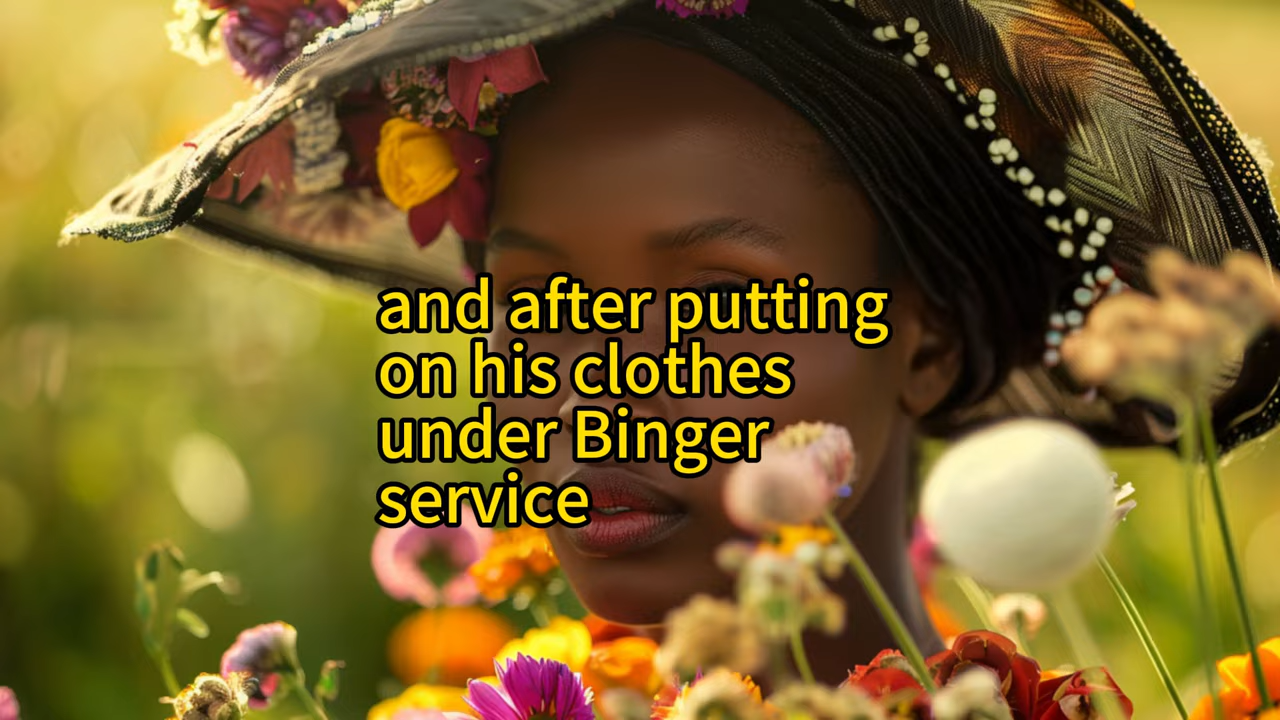 and after putting
on his clothes
under Binger
service